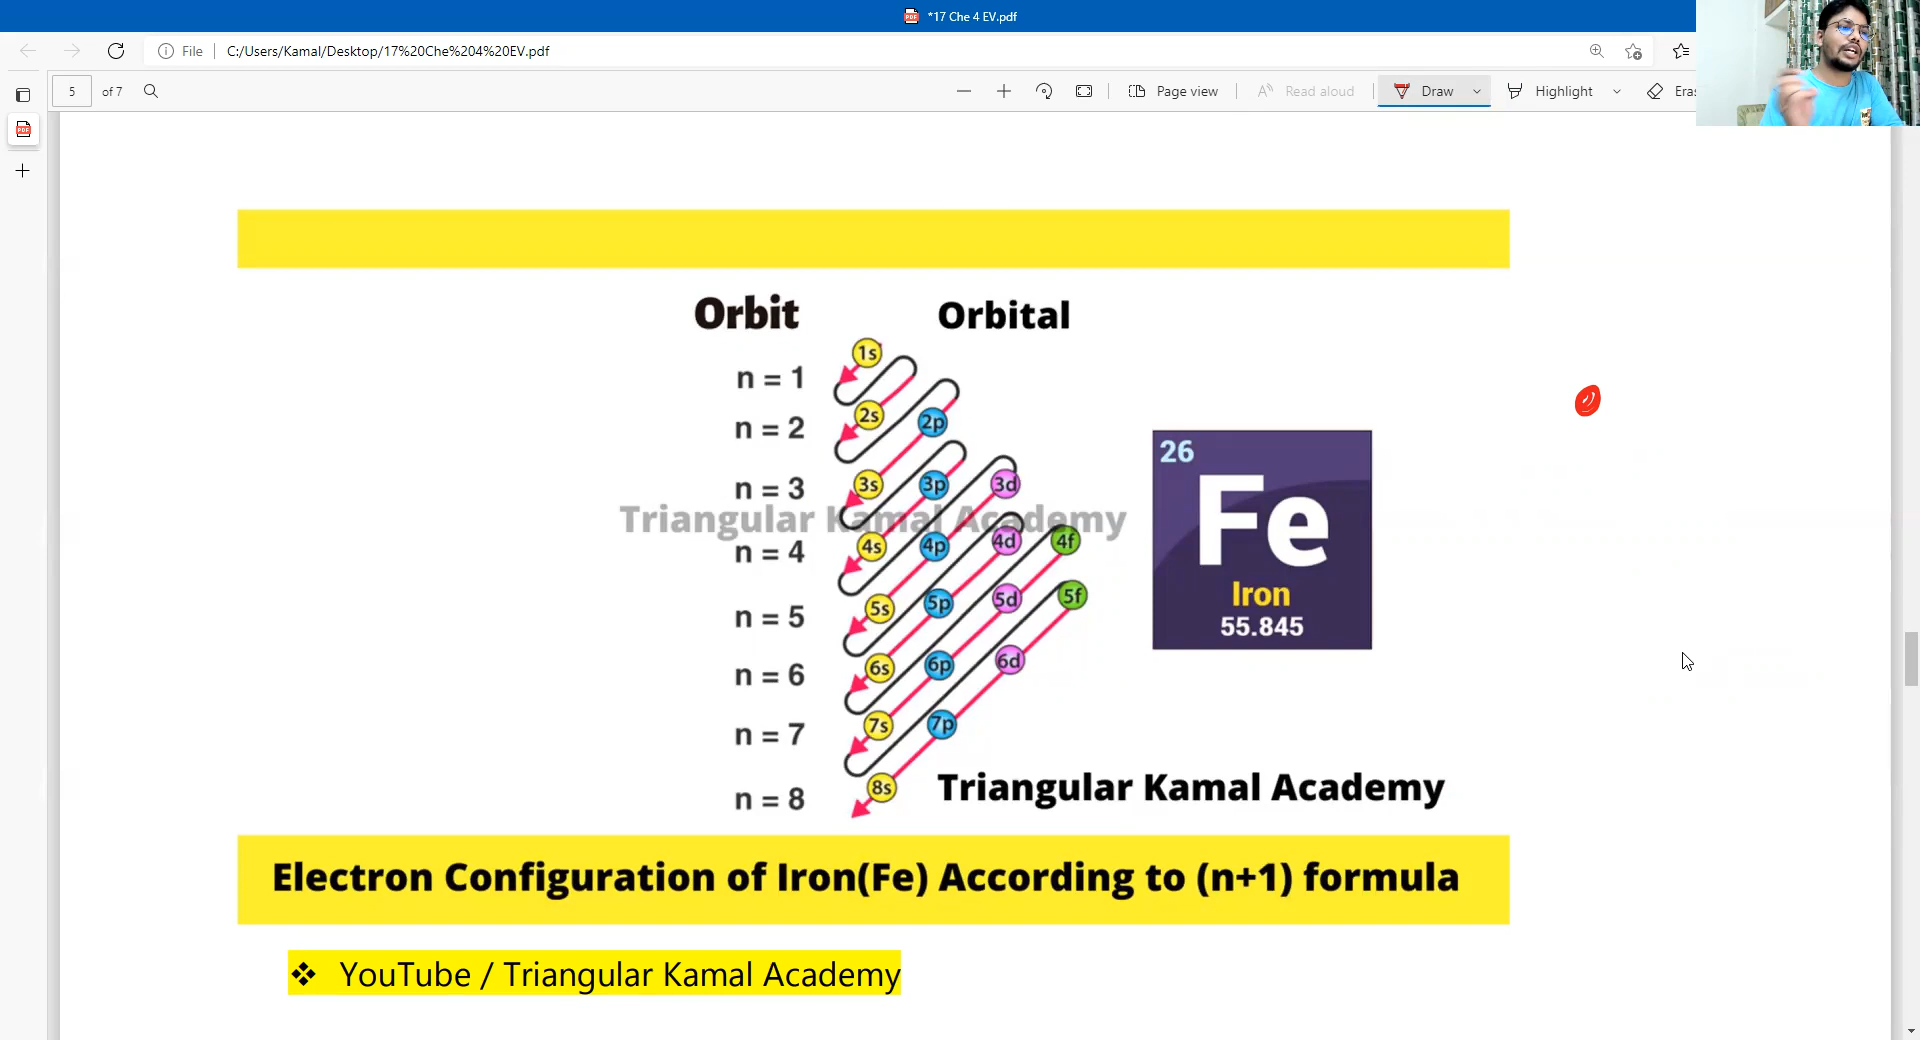 *17 Che 4 EV.pdf
File C:/Users/Kamal/Desktop/17%20Che%204%20EV.pdf
5 of 7 Page view Read aloud Draw Highlight Eras
Orbit Orbital
1s
n = 1
2s 2p
n = 2
3s 3p 3d
n = 3
Triangular Kamal Academy
4s 4p 4d 4f
n = 4
5s 5p 5d 5f
n = 5
6s 6p 6d
n = 6
7s 7p
n = 7
8s
n = 8
26
Fe
Iron
55.845
Triangular Kamal Academy
Electron Configuration of Iron(Fe) According to (n+1) formula
❖ YouTube / Triangular Kamal Academy